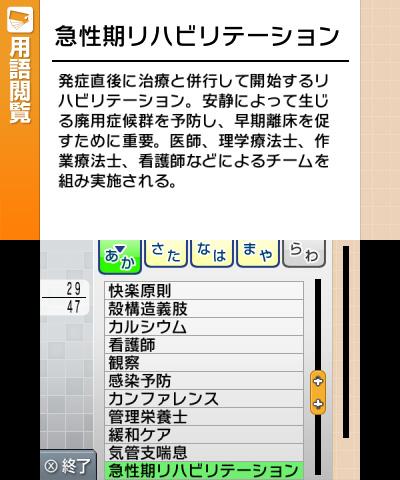 用語閲覧
急性期リハビリテーション
発症直後に治療と併行して開始するリ
ハビリテーション。安静によって生じ
る廃用症候群を予防し、早期離床を促
すために重要。医師、理学療法士、作
業療法士、看護師などによるチームを
組み実施される。
あか
さた
なは
まや
らわ
29
47
快楽原則
殻構造義肢
カルシウム
看護師
観察
感染予防
カンファレンス
管理栄養士
緩和ケア
気管支喘息
急性期リハビリテーション
Ⓧ終了